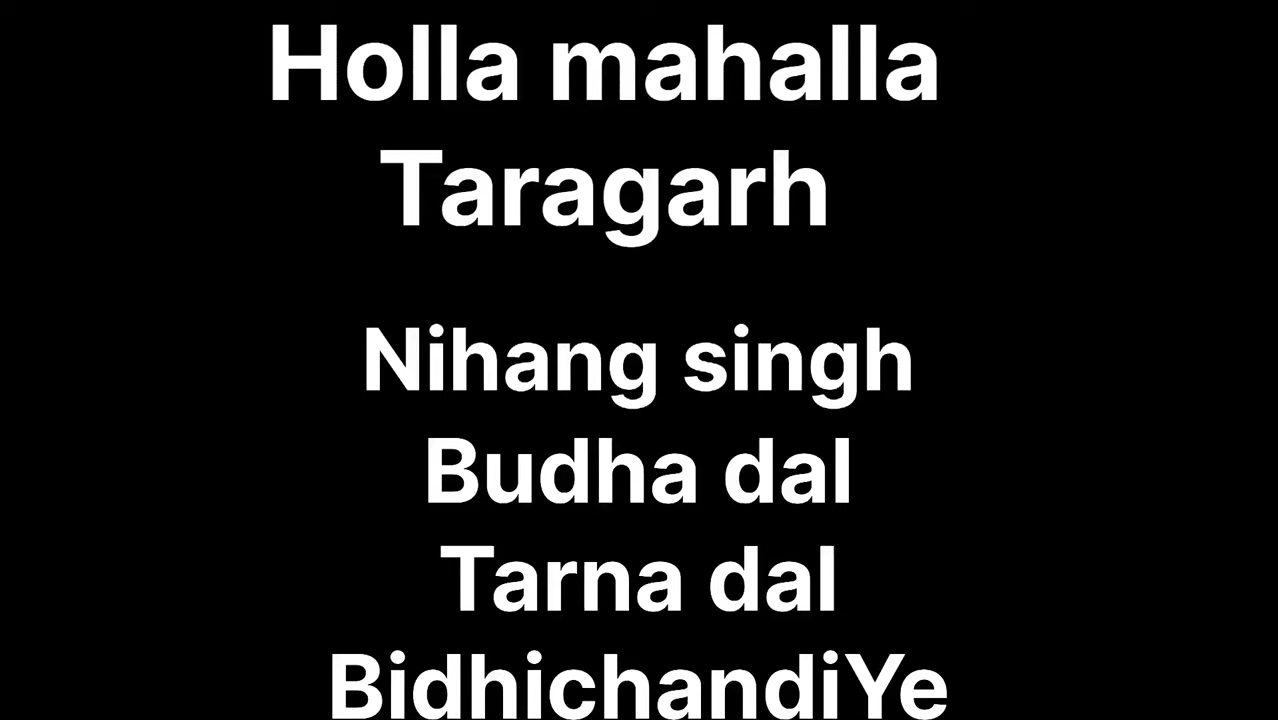 Holla mahalla
Taragarh
Nihang singh
Budha dal
Tarna dal
BidhichandiYe